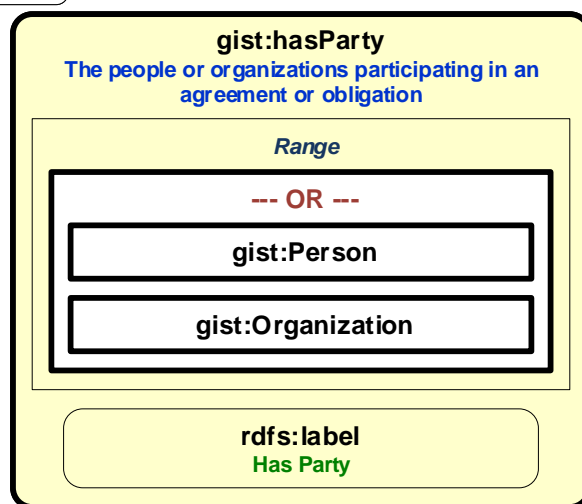 gist:hasParty
The people or organizations participating in an
agreement or obligation
Range
--- OR ---
gist:Person
gist:Organization
rdfs:label
Has Party